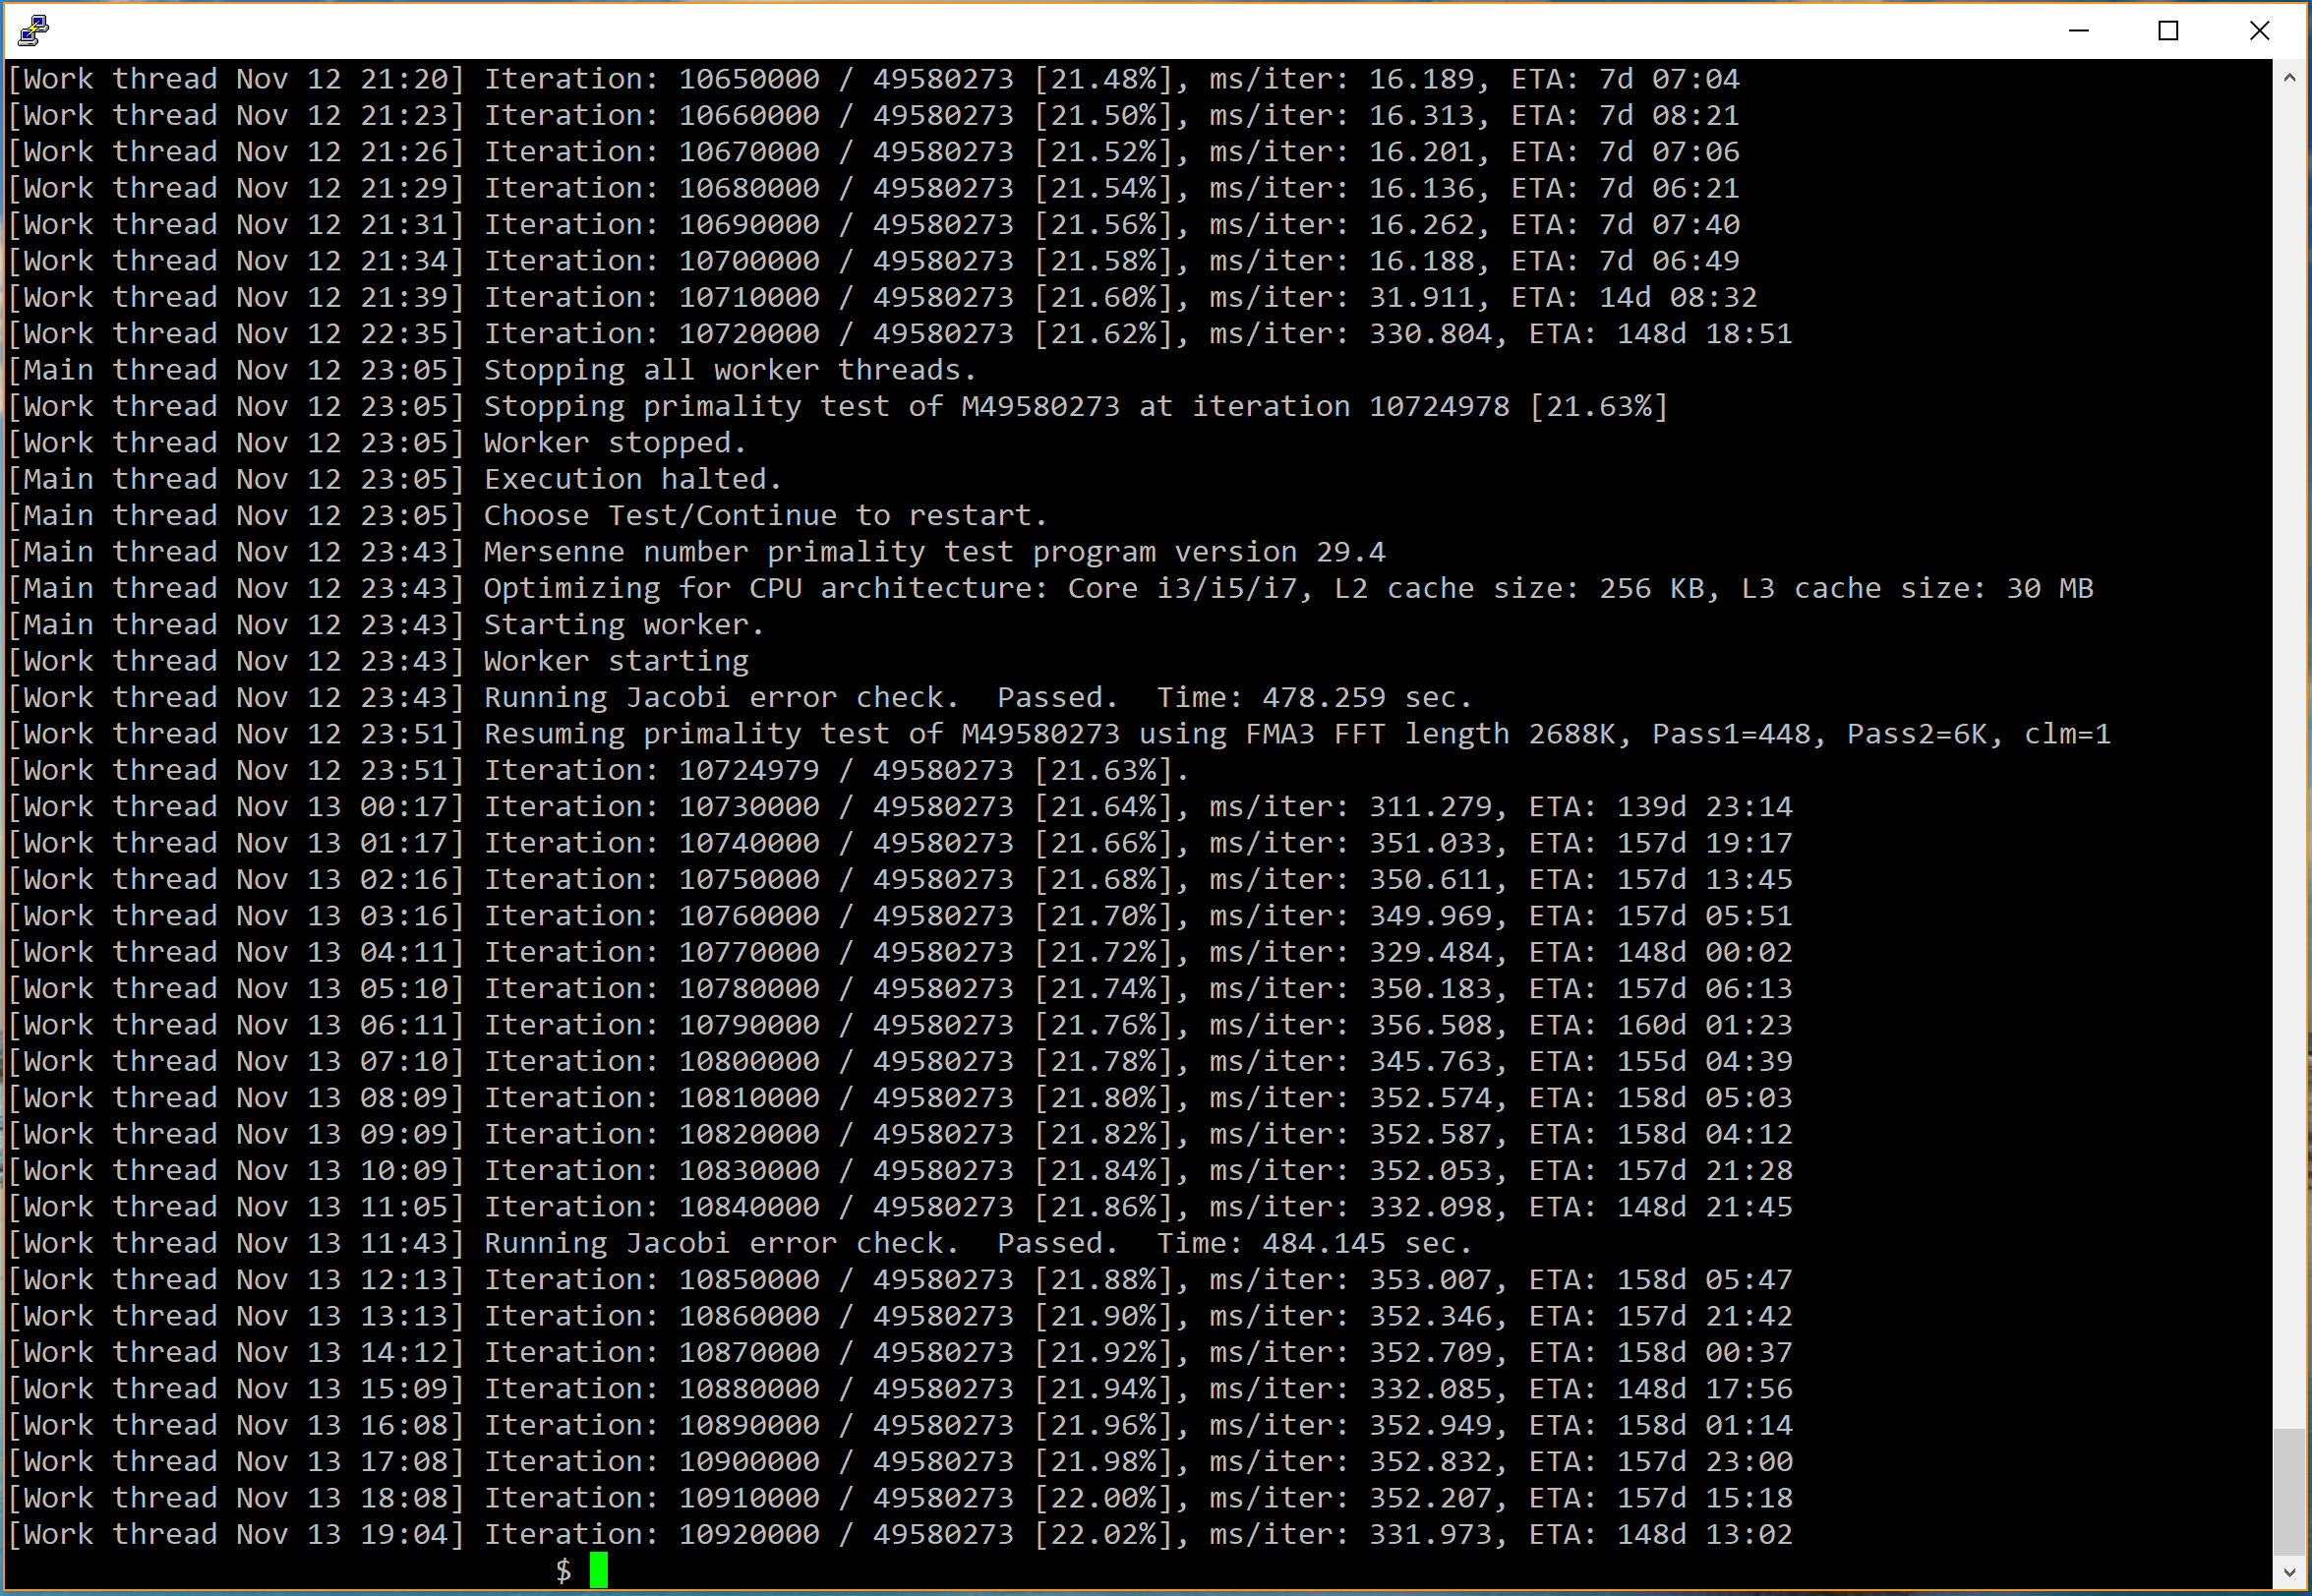 [Work thread Nov 12 21:20] Iteration: 10650000 / 49580273 [21.48%], ms/iter: 16.189, ETA: 7d 07:04
[Work thread Nov 12 21:23] Iteration: 10660000 / 49580273 [21.50%], ms/iter: 16.313, ETA: 7d 08:21
[Work thread Nov 12 21:26] Iteration: 10670000 / 49580273 [21.52%], ms/iter: 16.201, ETA: 7d 07:06
[Work thread Nov 12 21:29] Iteration: 10680000 / 49580273 [21.54%], ms/iter: 16.136, ETA: 7d 06:21
[Work thread Nov 12 21:31] Iteration: 10690000 / 49580273 [21.56%], ms/iter: 16.262, ETA: 7d 07:40
[Work thread Nov 12 21:34] Iteration: 10700000 / 49580273 [21.58%], ms/iter: 16.188, ETA: 7d 06:49
[Work thread Nov 12 21:39] Iteration: 10710000 / 49580273 [21.60%], ms/iter: 31.911, ETA: 14d 08:32
[Work thread Nov 12 22:35] Iteration: 10720000 / 49580273 [21.62%], ms/iter: 330.804, ETA: 148d 18:51
[Main thread Nov 12 23:05] Stopping all worker threads.
[Work thread Nov 12 23:05] Stopping primality test of M49580273 at iteration 10724978 [21.63%]
[Work thread Nov 12 23:05] Worker stopped.
[Main thread Nov 12 23:05] Execution halted.
[Main thread Nov 12 23:05] Choose Test/Continue to restart.
[Main thread Nov 12 23:43] Mersenne number primality test program version 29.4
[Main thread Nov 12 23:43] Optimizing for CPU architecture: Core i3/i5/i7, L2 cache size: 256 KB, L3 cache size: 30 MB
[Main thread Nov 12 23:43] Starting worker.
[Work thread Nov 12 23:43] Worker starting
[Work thread Nov 12 23:43] Running Jacobi error check.  Passed.  Time: 478.259 sec.
[Work thread Nov 12 23:51] Resuming primality test of M49580273 using FMA3 FFT length 2688K, Pass1=448, Pass2=6K, clm=1
[Work thread Nov 12 23:51] Iteration: 10724979 / 49580273 [21.63%].
[Work thread Nov 13 00:17] Iteration: 10730000 / 49580273 [21.64%], ms/iter: 311.279, ETA: 139d 23:14
[Work thread Nov 13 01:17] Iteration: 10740000 / 49580273 [21.66%], ms/iter: 351.033, ETA: 157d 19:17
[Work thread Nov 13 02:16] Iteration: 10750000 / 49580273 [21.68%], ms/iter: 350.611, ETA: 157d 13:45
[Work thread Nov 13 03:16] Iteration: 10760000 / 49580273 [21.70%], ms/iter: 349.969, ETA: 157d 05:51
[Work thread Nov 13 04:11] Iteration: 10770000 / 49580273 [21.72%], ms/iter: 329.484, ETA: 148d 00:02
[Work thread Nov 13 05:10] Iteration: 10780000 / 49580273 [21.74%], ms/iter: 350.183, ETA: 157d 06:13
[Work thread Nov 13 06:11] Iteration: 10790000 / 49580273 [21.76%], ms/iter: 356.508, ETA: 160d 01:23
[Work thread Nov 13 07:10] Iteration: 10800000 / 49580273 [21.78%], ms/iter: 345.763, ETA: 155d 04:39
[Work thread Nov 13 08:09] Iteration: 10810000 / 49580273 [21.80%], ms/iter: 352.574, ETA: 158d 05:03
[Work thread Nov 13 09:09] Iteration: 10820000 / 49580273 [21.82%], ms/iter: 352.587, ETA: 158d 04:12
[Work thread Nov 13 10:09] Iteration: 10830000 / 49580273 [21.84%], ms/iter: 352.053, ETA: 157d 21:28
[Work thread Nov 13 11:05] Iteration: 10840000 / 49580273 [21.86%], ms/iter: 332.098, ETA: 148d 21:45
[Work thread Nov 13 11:43] Running Jacobi error check.  Passed.  Time: 484.145 sec.
[Work thread Nov 13 12:13] Iteration: 10850000 / 49580273 [21.88%], ms/iter: 353.007, ETA: 158d 05:47
[Work thread Nov 13 13:13] Iteration: 10860000 / 49580273 [21.90%], ms/iter: 352.346, ETA: 157d 21:42
[Work thread Nov 13 14:12] Iteration: 10870000 / 49580273 [21.92%], ms/iter: 352.709, ETA: 158d 00:37
[Work thread Nov 13 15:09] Iteration: 10880000 / 49580273 [21.94%], ms/iter: 332.085, ETA: 148d 17:56
[Work thread Nov 13 16:08] Iteration: 10890000 / 49580273 [21.96%], ms/iter: 352.949, ETA: 158d 01:14
[Work thread Nov 13 17:08] Iteration: 10900000 / 49580273 [21.98%], ms/iter: 352.832, ETA: 157d 23:00
[Work thread Nov 13 18:08] Iteration: 10910000 / 49580273 [22.00%], ms/iter: 352.207, ETA: 157d 15:18
[Work thread Nov 13 19:04] Iteration: 10920000 / 49580273 [22.02%], ms/iter: 331.973, ETA: 148d 13:02
$